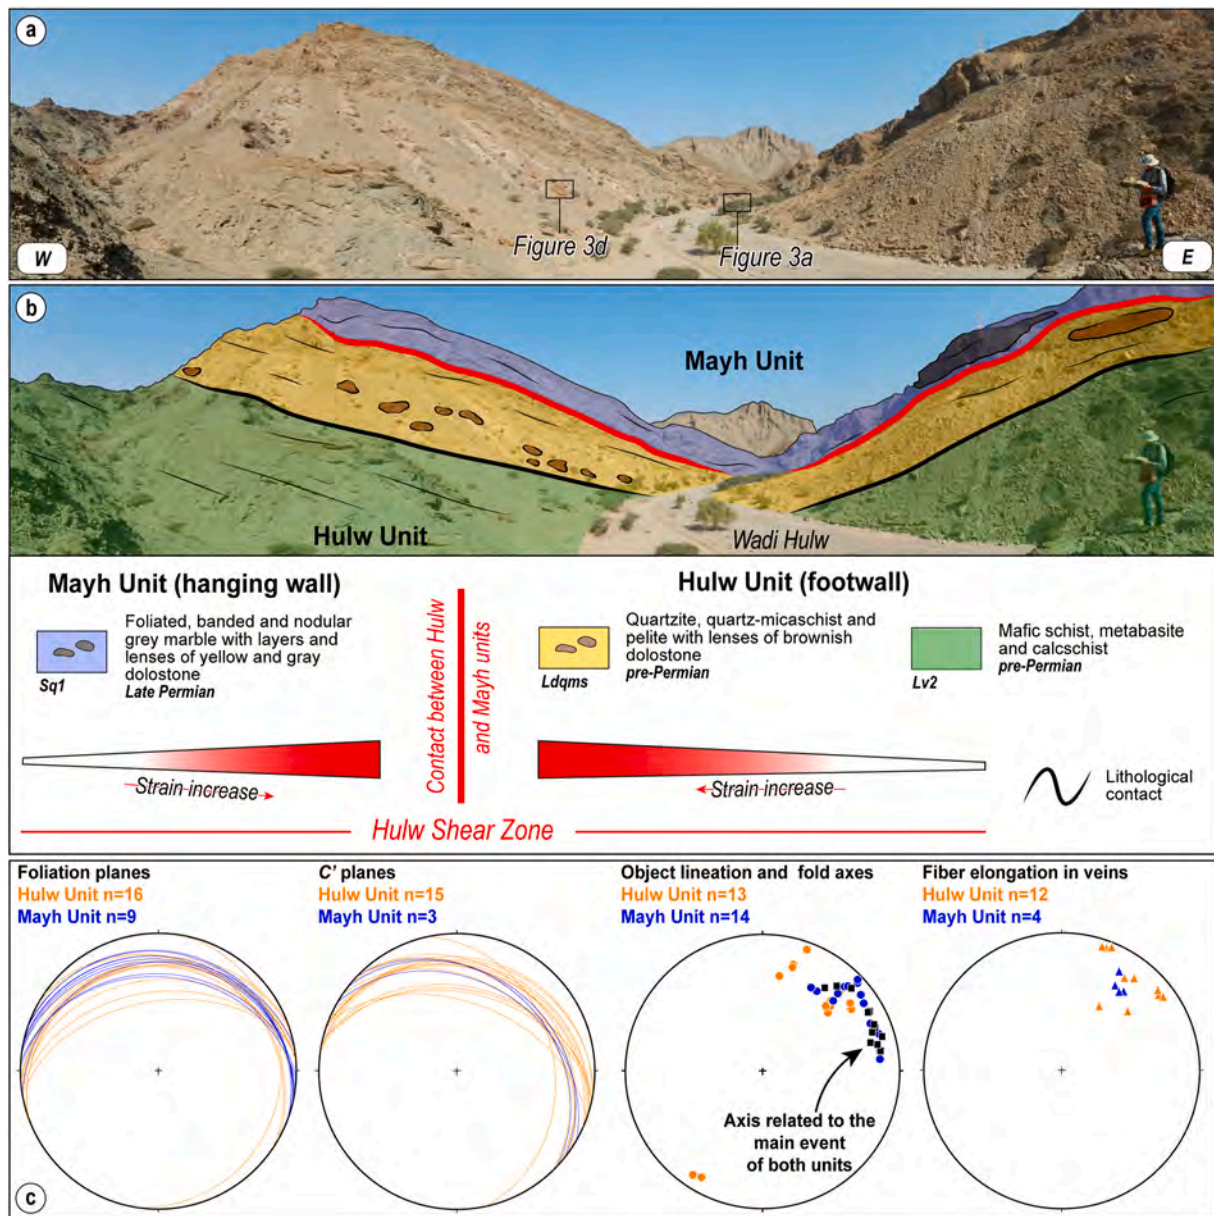 a
Figure 3d
Figure 3a
W
E
b
Mayh Unit
Hulw Unit
Wadi Hulw
Mayh Unit (hanging wall)
Foliated, banded and nodular
grey marble with layers and
lenses of yellow and gray
dolostone
Late Permian
Sq1
Contact between Hulw
and Mayh units
Hulw Unit (footwall)
Quartzite, quartz-micaschist and
pelite with lenses of brownish
dolostone
pre-Permian
Ldqms
Mafic schist, metabasite
and calcschist
pre-Permian
Lv2
Strain increase
Strain increase
Lithological
contact
Hulw Shear Zone
Foliation planes
Hulw Unit n=16
Mayh Unit n=9
C' planes
Hulw Unit n=15
Mayh Unit n=3
Object lineation and fold axes
Hulw Unit n=13
Mayh Unit n=14
Fiber elongation in veins
Hulw Unit n=12
Mayh Unit n=4
Axis related to the
main event
of both units
c